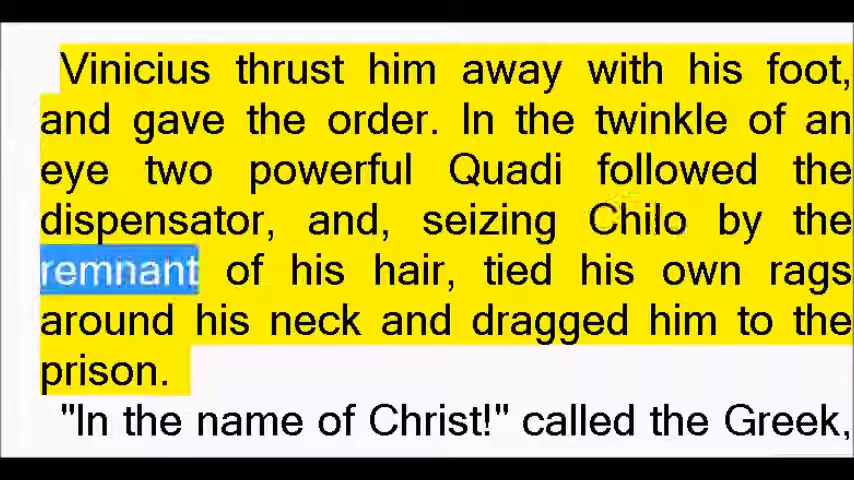 Vinicius thrust him away with his foot,
and gave the order. In the twinkle of an
eye two powerful Quadi followed the
dispensator, and, seizing Chilo by the
remnant of his hair, tied his own rags
around his neck and dragged him to the
prison.
"In the name of Christ!" called the Greek,